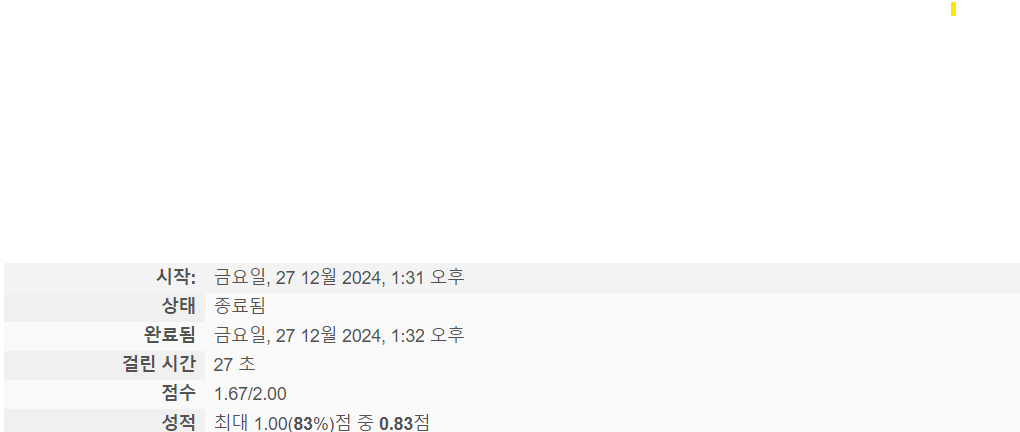 시작: 금요일, 27 12월 2024, 1:31 오후
상태 종료됨
완료됨 금요일, 27 12월 2024, 1:32 오후
걸린 시간 27 초
점수 1.67/2.00
성적 최대 1.00(83%)점 중 0.83점